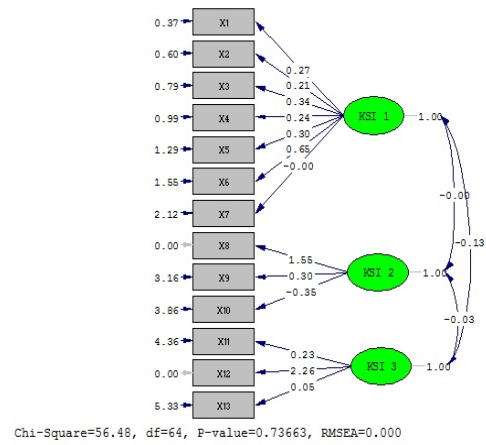 0.37 X1
0.60 X2
0.27
0.21
0.79 X3
0.34
0.99 X4
0.24
KSI 1
1.00
0.30
1.29 X5
0.65
1.55 X6
-0.00
2.12 X7
-0.00
0.00 X8
-0.13
1.55
3.16 X9
0.30
KSI 2
1.00
-0.35
3.86 X10
-0.03
4.36 X11
0.23
0.00 X12
2.26
KSI 3
1.00
0.05
5.33 X13
Chi-Square=56.48, df=64, P-value=0.73663, RMSEA=0.000